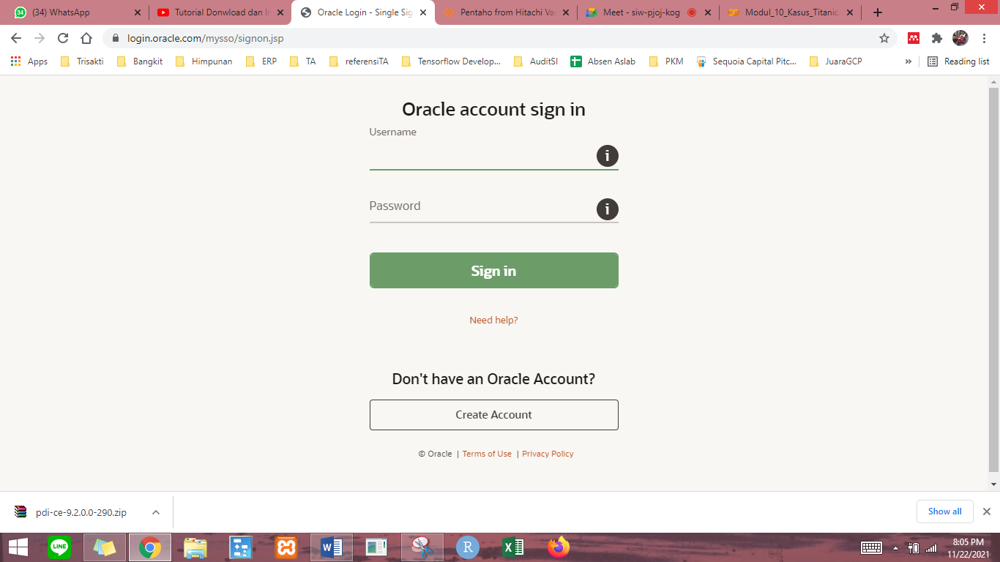 (34) WhatsApp
Tutorial Donwload dan In
Oracle Login - Single Sig
Pentaho from Hitachi Van
Meet - siw-pjoj-kog
Modul_10_Kasus_Titanic.
login.oracle.com/mysso/signon.jsp
Apps Trisakti Bangkit Himpunan ERP TA referensiTA Tensorflow Develop... AuditSI Absen Aslab PKM Sequoia Capital Pitc... JuaraGCP » Reading list
Oracle account sign in
Username
Password
Sign in
Need help?
Don't have an Oracle Account?
Create Account
© Oracle | Terms of Use | Privacy Policy
pdi-ce-9.2.0.0-290.zip
Show all
LINE
8:05 PM
11/22/2021